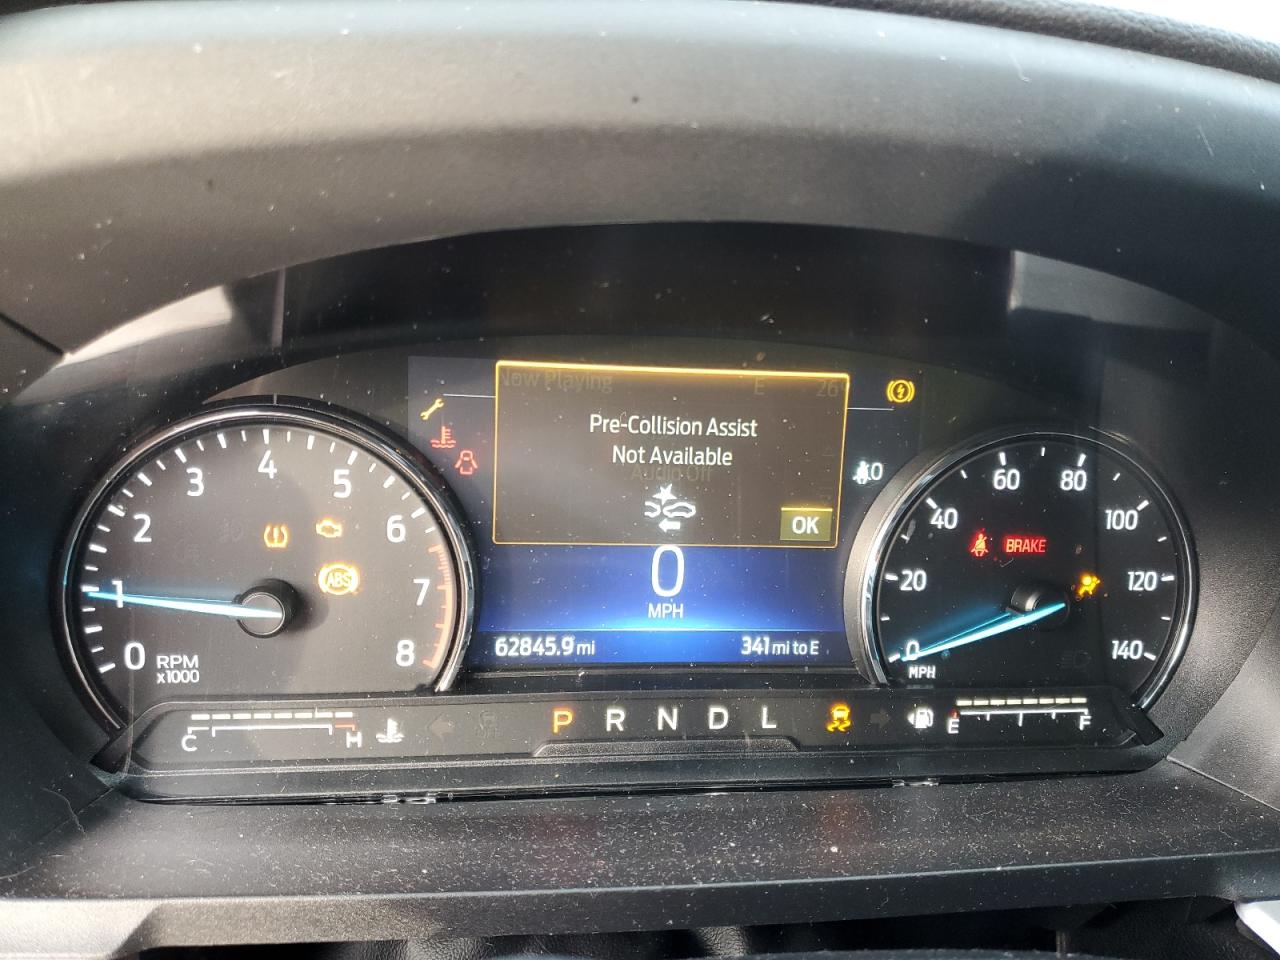 Now Playing E 26
Pre-Collision Assist
Not Available
Audio Off
OK
0
MPH
62845.9 mi 341 mi to E
0
1
2
3
4
5
6
7
8
RPM
x1000
ABS
0
20
40
60
80
100
120
140
MPH
BRAKE
C H
P R N D L
E F